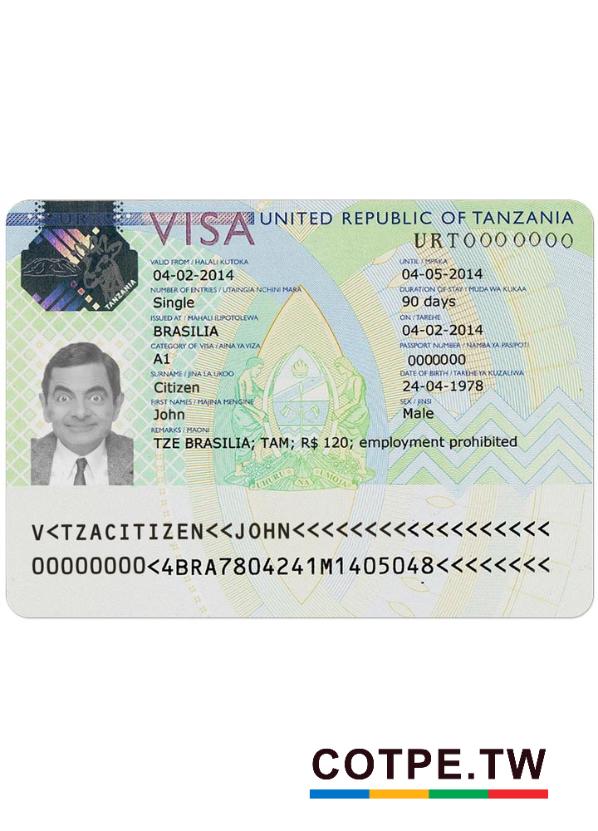 VISA UNITED REPUBLIC OF TANZANIA
URT0000000
TANZANIA
VALID FROM / HALALI KUTOKA UNTIL / MPAKA
04-02-2014 04-05-2014
NUMBER OF ENTRIES / UTAINGIA NCHINI MARA DURATION OF STAY / MUDA WA KUKAA
Single 90 days
ISSUED AT / MAHALI ILIPOTOLEWA ON / TAREHE
BRASILIA 04-02-2014
CATEGORY OF VISA / AINA YA VIZA PASSPORT NUMBER / NAMBA YA PASIPOTI
A1 0000000
SURNAME / JINA LA UKOO DATE OF BIRTH / TAREHE YA KUZALIWA
Citizen 24-04-1978
FIRST NAMES / MAJINA MENGINE SEX / JINSI
John Male
REMARKS / MAONI
TZE BRASILIA; TAM; R$ 120; employment prohibited
UHURU NA UMOJA
V<TZACITIZEN<<JOHN<<<<<<<<<<<<<<<<<<
00000000<4BRA7804241M1405048<<<<<<<<
COTPE.TW